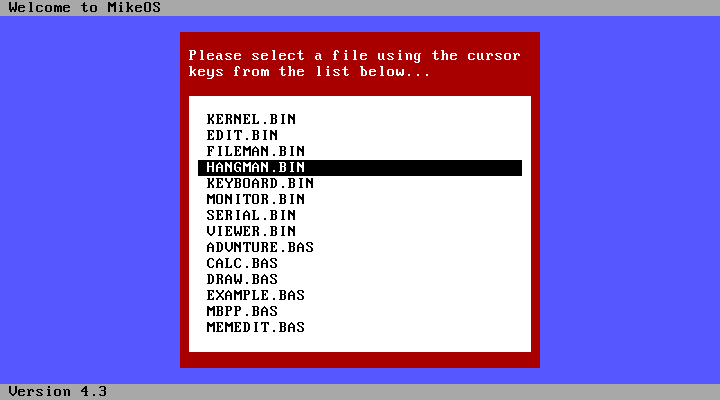 Welcome to MikeOS
Please select a file using the cursor
keys from the list below...
KERNEL.BIN
EDIT.BIN
FILEMAN.BIN
HANGMAN.BIN
KEYBOARD.BIN
MONITOR.BIN
SERIAL.BIN
VIEWER.BIN
ADVNTURE.BAS
CALC.BAS
DRAW.BAS
EXAMPLE.BAS
MBPP.BAS
MEMEDIT.BAS
Version 4.3